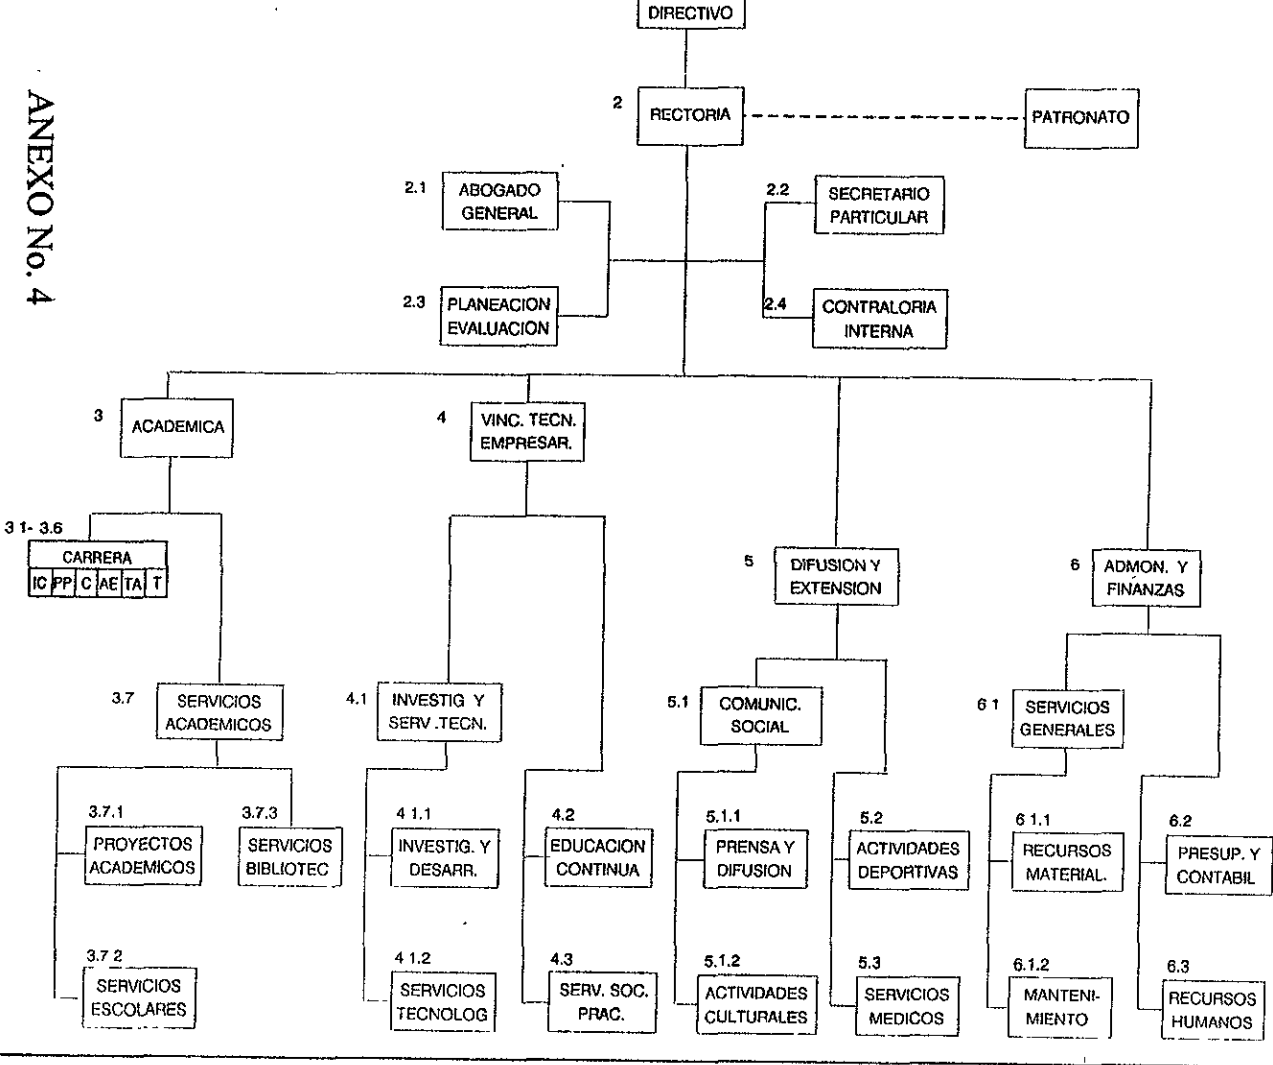 DIRECTIVO
2
RECTORIA
PATRONATO
ANEXO No. 4
2.1
ABOGADO
GENERAL
2.2
SECRETARIO
PARTICULAR
2.3
PLANEACION
EVALUACION
2.4
CONTRALORIA
INTERNA
3
ACADEMICA
4
VINC. TECN.
EMPRESAR.
3 1- 3.6
CARRERA
IC PP C AE TA T
5
DIFUSION Y
EXTENSION
6
ADMON. Y
FINANZAS
3.7
SERVICIOS
ACADEMICOS
4.1
INVESTIG Y
SERV .TECN.
5.1
COMUNIC.
SOCIAL
6 1
SERVICIOS
GENERALES
3.7.1
PROYECTOS
ACADEMICOS
3.7.3
SERVICIOS
BIBLIOTEC
4 1.1
INVESTIG. Y
DESARR.
4.2
EDUCACION
CONTINUA
5.1.1
PRENSA Y
DIFUSION
5.2
ACTIVIDADES
DEPORTIVAS
6 1.1
RECURSOS
MATERIAL.
6.2
PRESUP. Y
CONTABIL
3.7 2
SERVICIOS
ESCOLARES
4 1.2
SERVICIOS
TECNOLOG
4.3
SERV. SOC.
PRAC.
5.1.2
ACTIVIDADES
CULTURALES
5.3
SERVICIOS
MEDICOS
6.1.2
MANTENI-
MIENTO
6.3
RECURSOS
HUMANOS